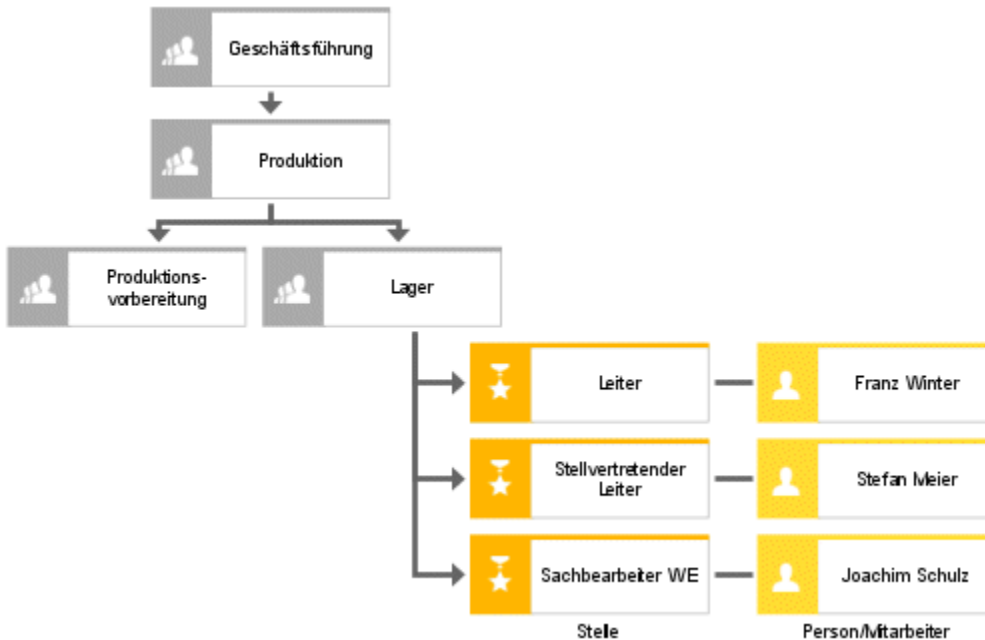 Geschäftsführung
Produktion
Produktions-
vorbereitung
Lager
Leiter
Franz Winter
Stellvertretender
Leiter
Stefan Meier
Sachbearbeiter WE
Joachim Schulz
Stelle
Person/Mitarbeiter